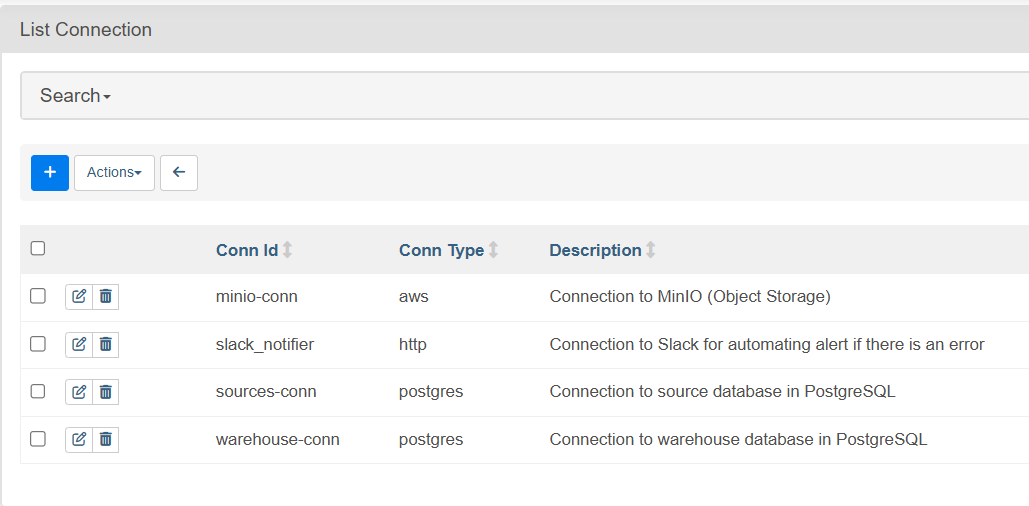 List Connection
Search
Actions
Conn Id Conn Type Description
minio-conn aws Connection to MinIO (Object Storage)
slack_notifier http Connection to Slack for automating alert if there is an error
sources-conn postgres Connection to source database in PostgreSQL
warehouse-conn postgres Connection to warehouse database in PostgreSQL